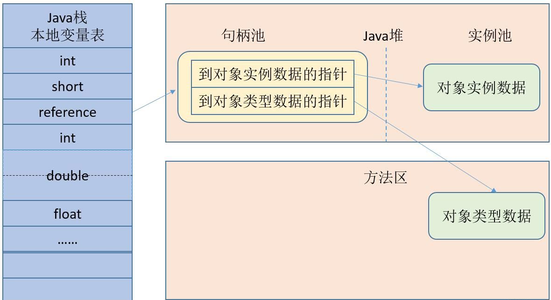 Java栈
本地变量表
int
short
reference
int
double
float
……
句柄池
Java堆
实例池
到对象实例数据的指针
到对象类型数据的指针
对象实例数据
方法区
对象类型数据